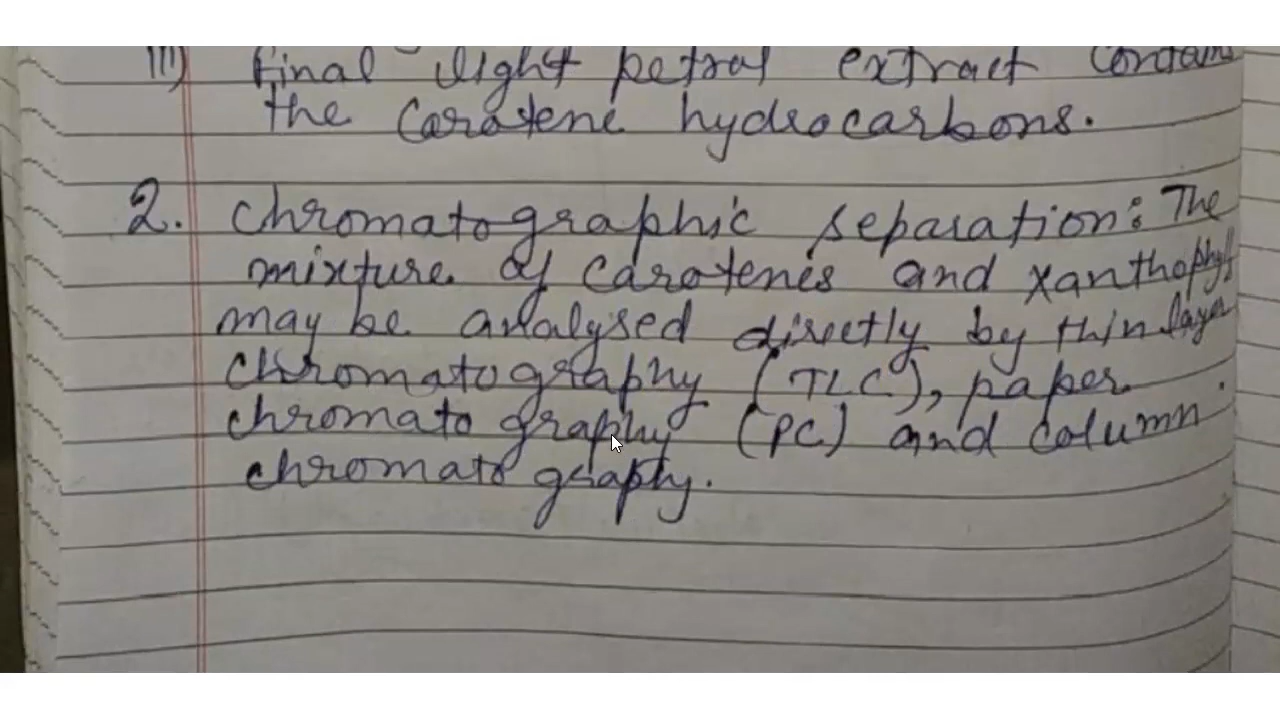 III) Final light petrol extract contains
the Carotene hydrocarbons.
2. Chromatographic separation: The
mixture of carotenes and xanthophyll
may be analysed directly by thin layer
chromatography (TLC), paper
chromatography (PC) and column
chromatography.